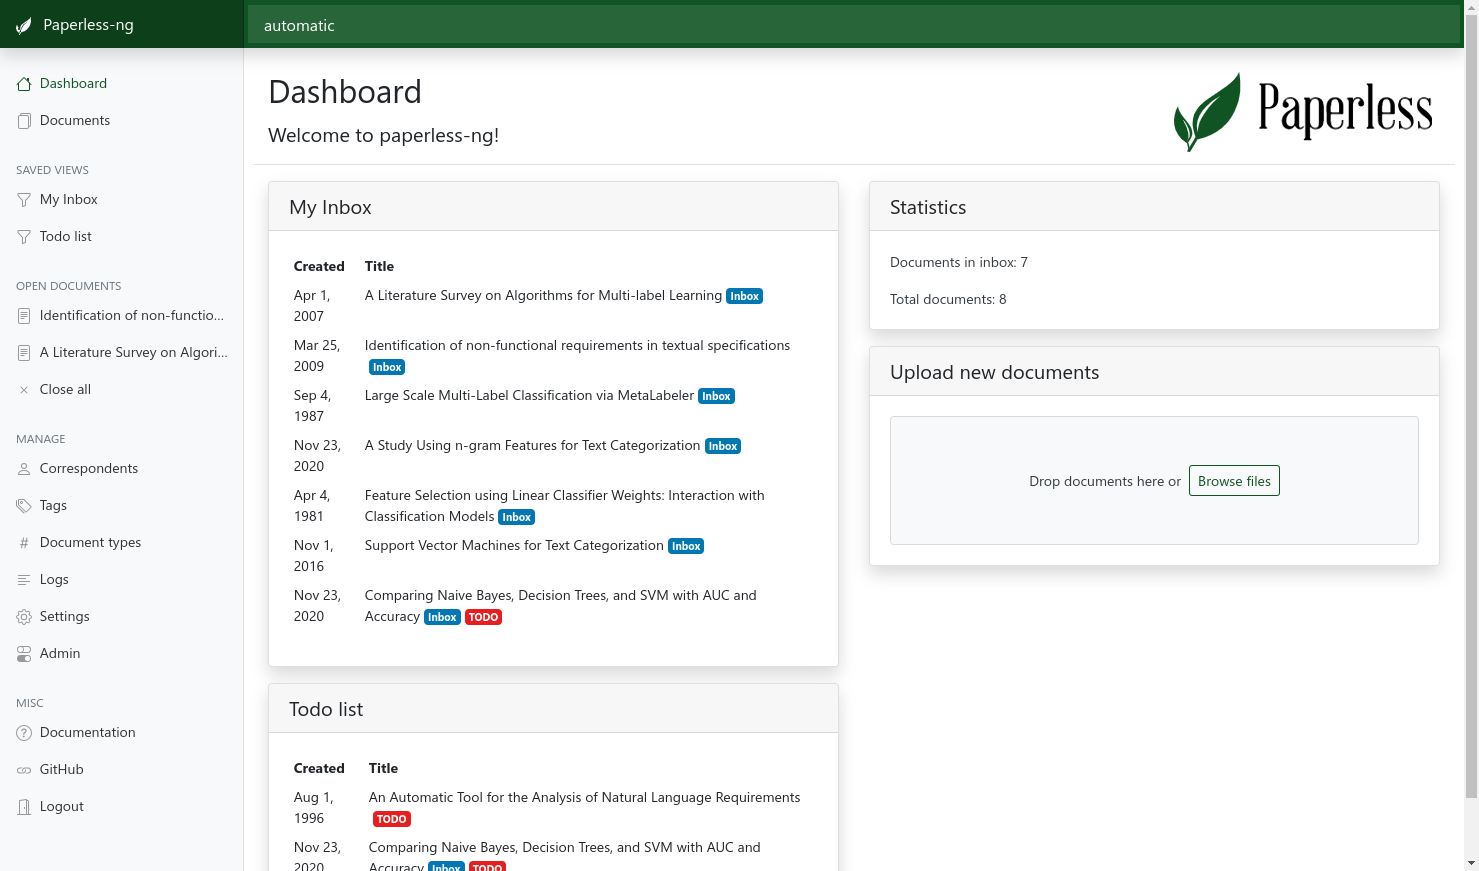 Paperless-ng
automatic
Dashboard
Documents
SAVED VIEWS
My Inbox
Todo list
OPEN DOCUMENTS
Identification of non-functio...
A Literature Survey on Algori...
Close all
MANAGE
Correspondents
Tags
Document types
Logs
Settings
Admin
MISC
Documentation
GitHub
Logout
Dashboard
Welcome to paperless-ng!
Paperless
My Inbox
Created Title
Apr 1, 2007 A Literature Survey on Algorithms for Multi-label Learning Inbox
Mar 25, 2009 Identification of non-functional requirements in textual specifications Inbox
Sep 4, 1987 Large Scale Multi-Label Classification via MetaLabeler Inbox
Nov 23, 2020 A Study Using n-gram Features for Text Categorization Inbox
Apr 4, 1981 Feature Selection using Linear Classifier Weights: Interaction with Classification Models Inbox
Nov 1, 2016 Support Vector Machines for Text Categorization Inbox
Nov 23, 2020 Comparing Naive Bayes, Decision Trees, and SVM with AUC and Accuracy Inbox TODO
Todo list
Created Title
Aug 1, 1996 An Automatic Tool for the Analysis of Natural Language Requirements TODO
Nov 23, 2020 Comparing Naive Bayes, Decision Trees, and SVM with AUC and Accuracy Inbox TODO
Statistics
Documents in inbox: 7
Total documents: 8
Upload new documents
Drop documents here or Browse files